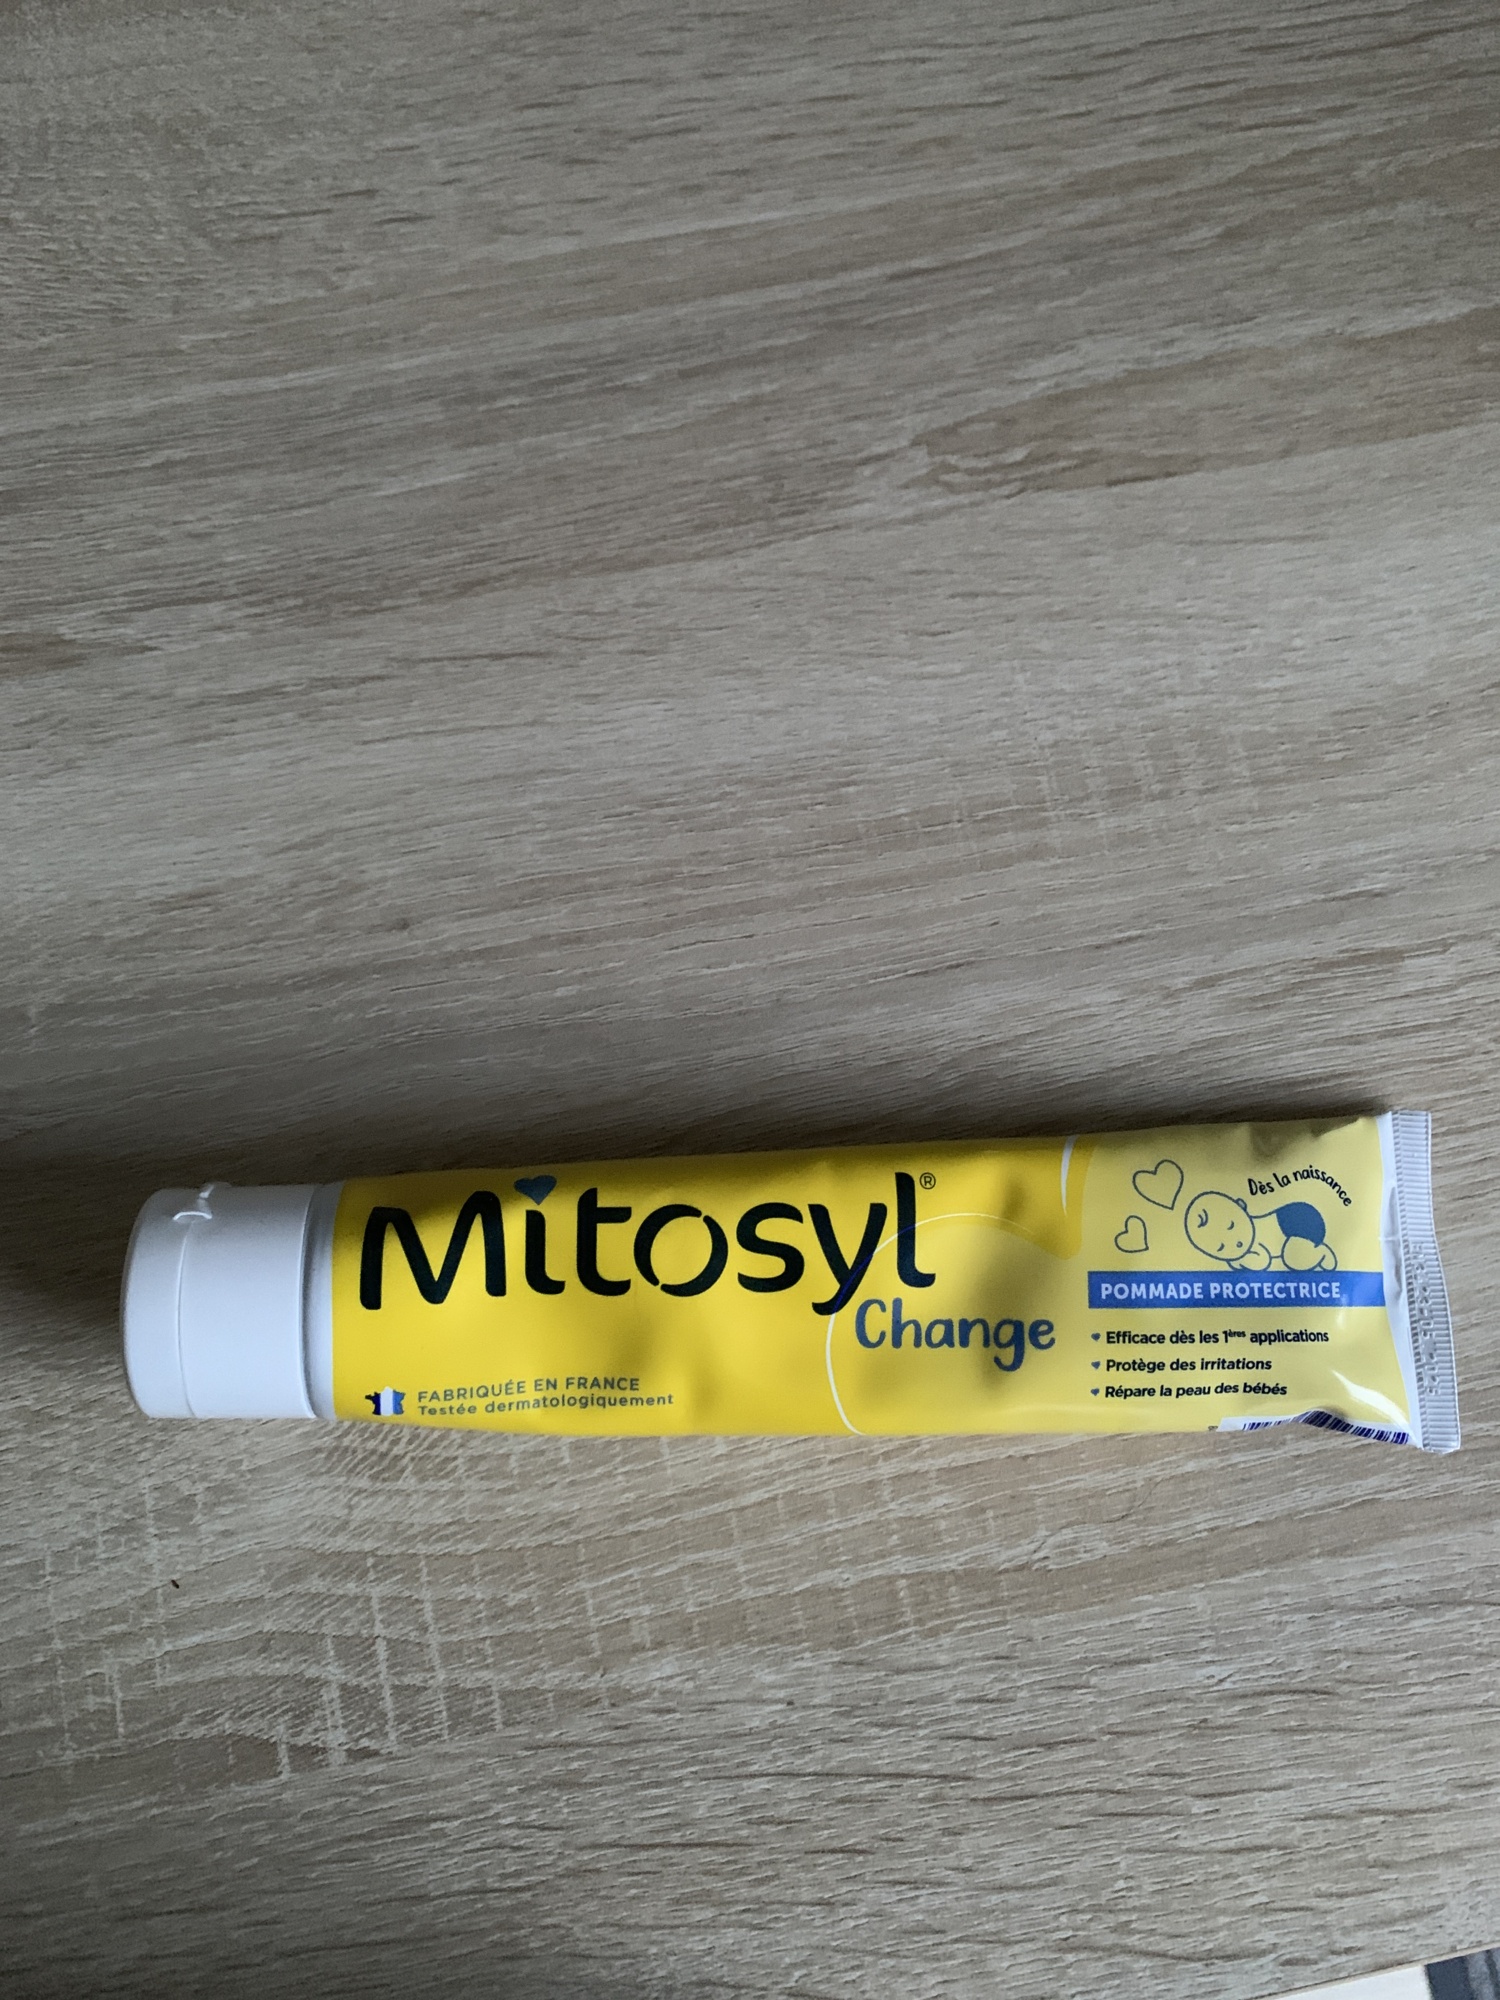 Mitosyl®
Change
FABRIQUÉE EN FRANCE
Testée dermatologiquement
Dès la naissance
POMMADE PROTECTRICE
Efficace dès les 1ères applications
Protège des irritations
Répare la peau des bébés